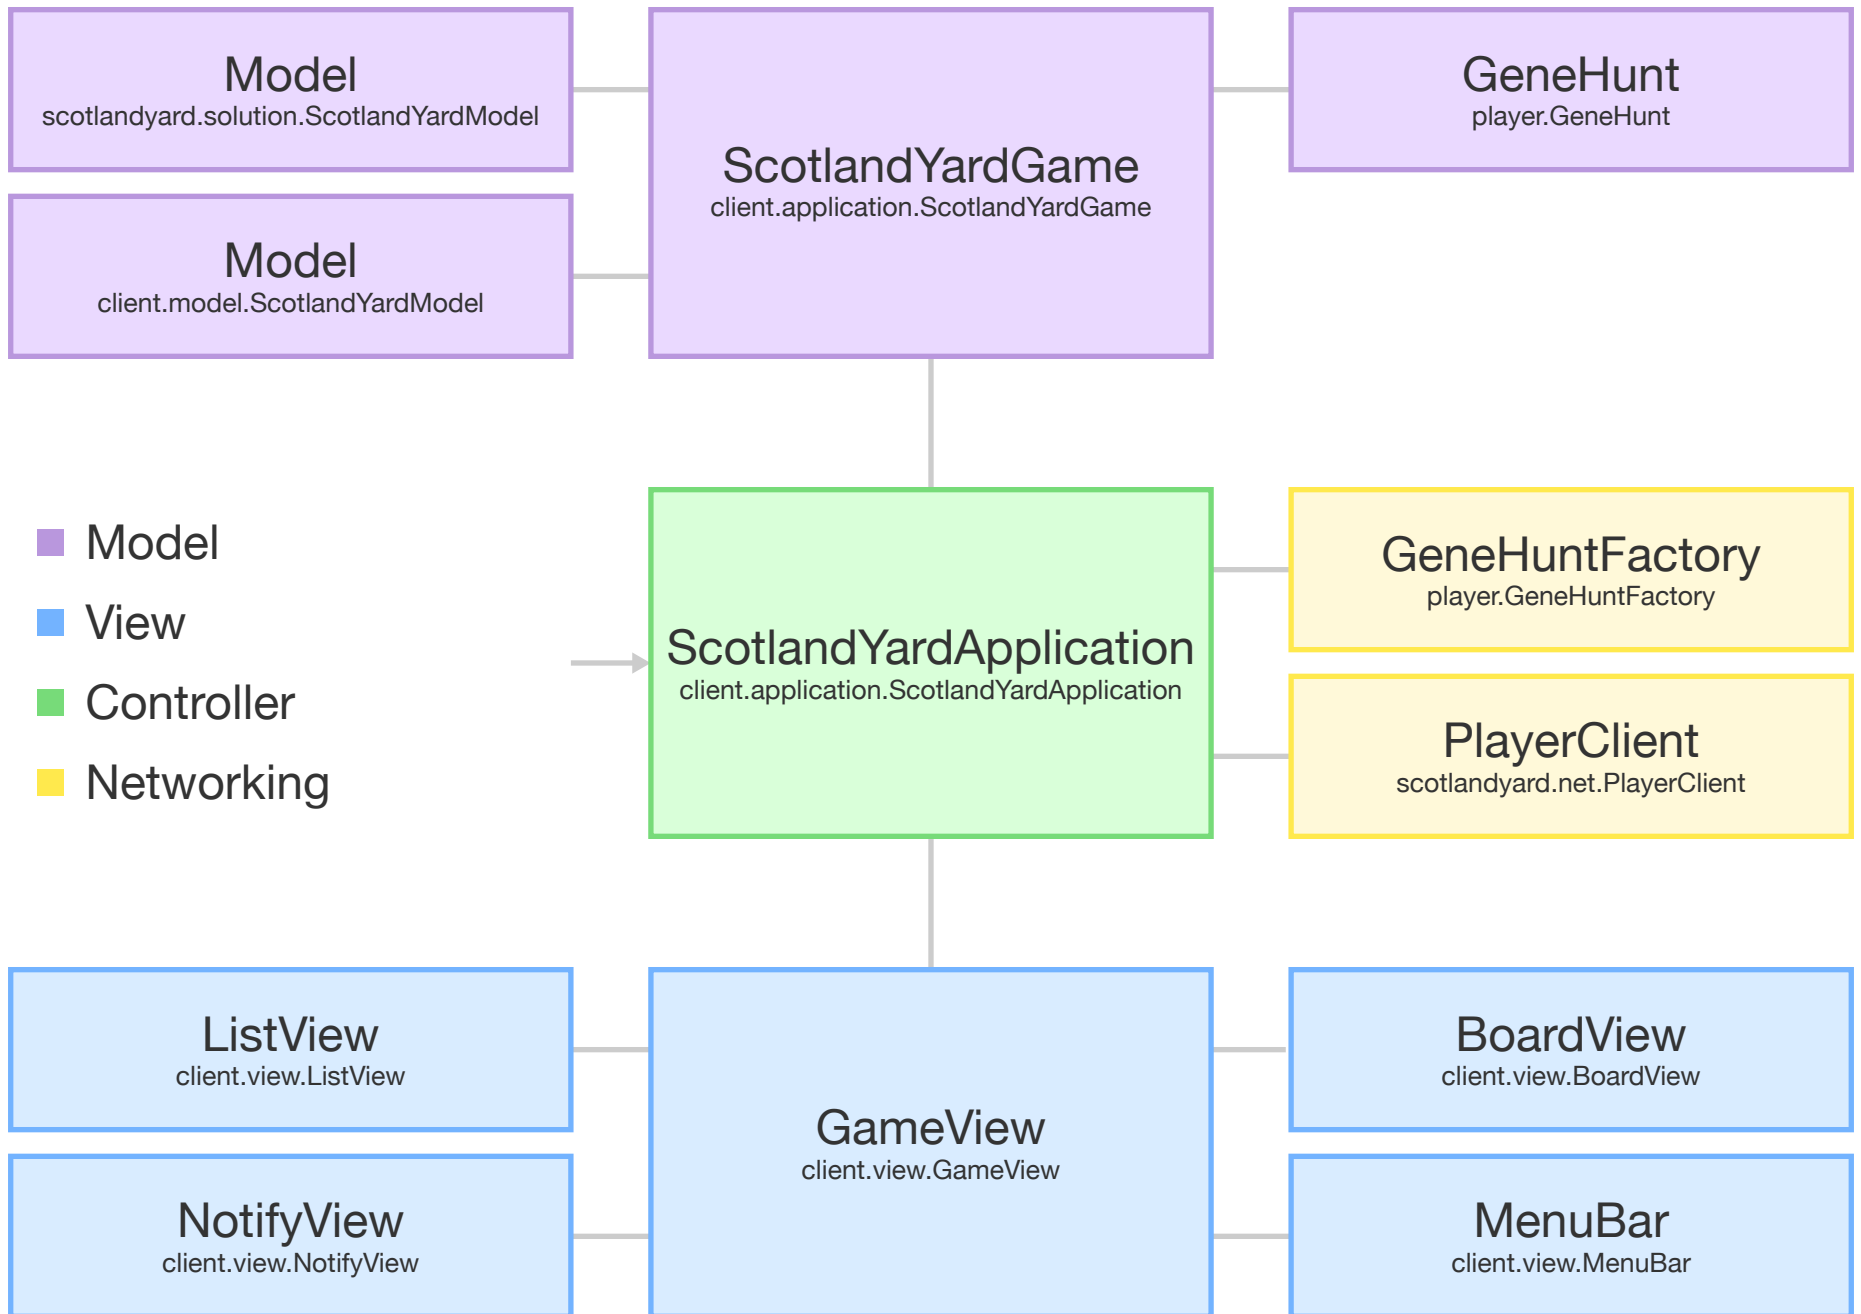 Model
scotlandyard.solution.ScotlandYardModel
Model
client.model.ScotlandYardModel
ScotlandYardGame
client.application.ScotlandYardGame
GeneHunt
player.GeneHunt
Model
View
Controller
Networking
ScotlandYardApplication
client.application.ScotlandYardApplication
GeneHuntFactory
player.GeneHuntFactory
PlayerClient
scotlandyard.net.PlayerClient
ListView
client.view.ListView
NotifyView
client.view.NotifyView
GameView
client.view.GameView
BoardView
client.view.BoardView
MenuBar
client.view.MenuBar